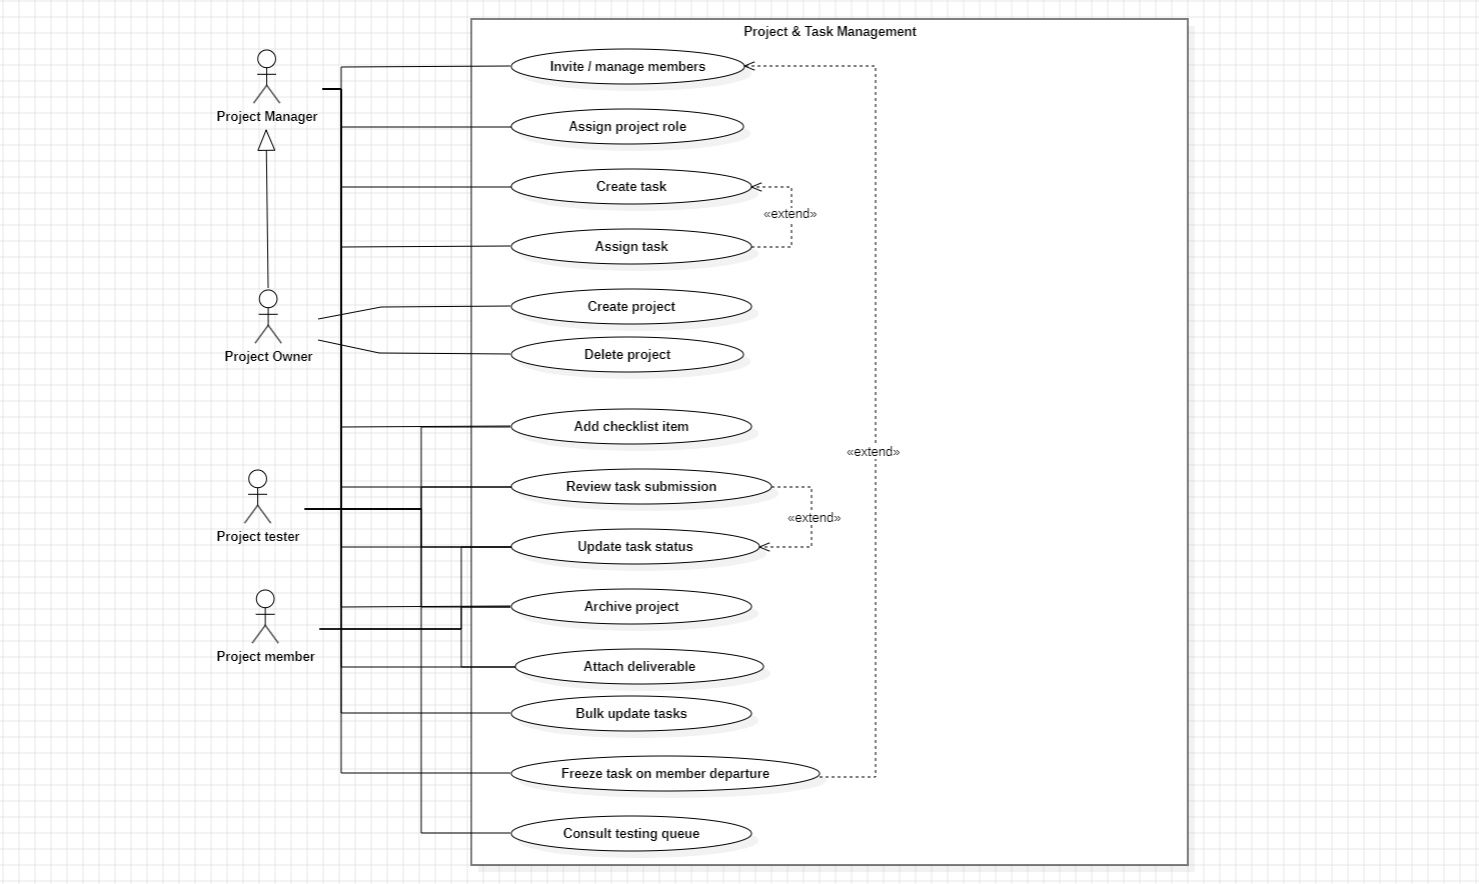 Project & Task Management
Invite / manage members
Project Manager
Assign project role
Create task
«extend»
Assign task
Create project
Project Owner
Delete project
Add checklist item
«extend»
Review task submission
«extend»
Project tester
Update task status
Archive project
Project member
Attach deliverable
Bulk update tasks
Freeze task on member departure
Consult testing queue